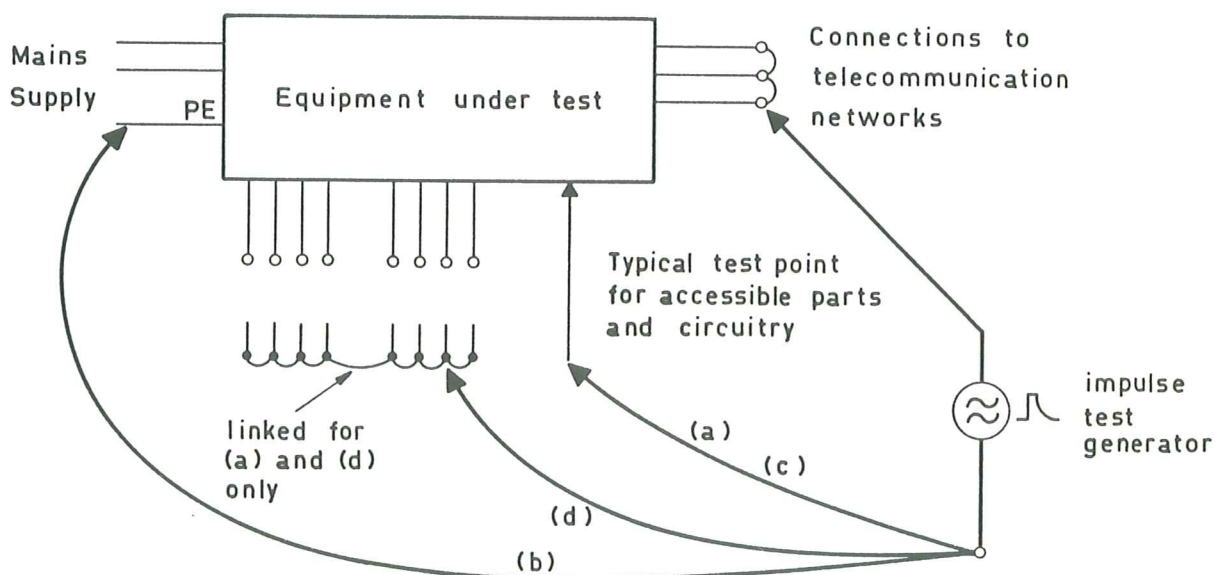 Mains
Supply
PE
Equipment under test
Connections to
telecommunication
networks
Typical test point
for accessible parts
and circuitry
linked for
(a) and (d)
only
(a)
(c)
(d)
(b)
impulse
test
generator